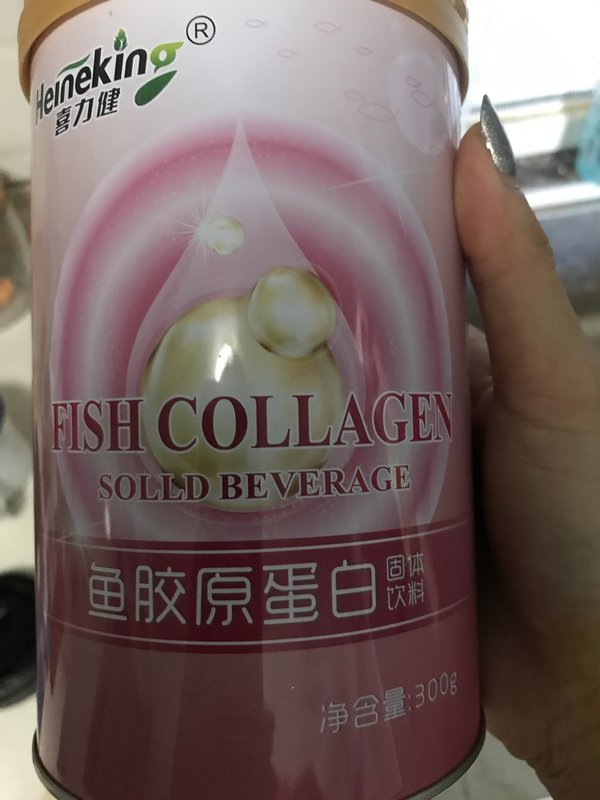 Heineking®
喜力健
FISH COLLAGEN
SOLLD BEVERAGE
鱼胶原蛋白 固体
饮料
净含量:300g